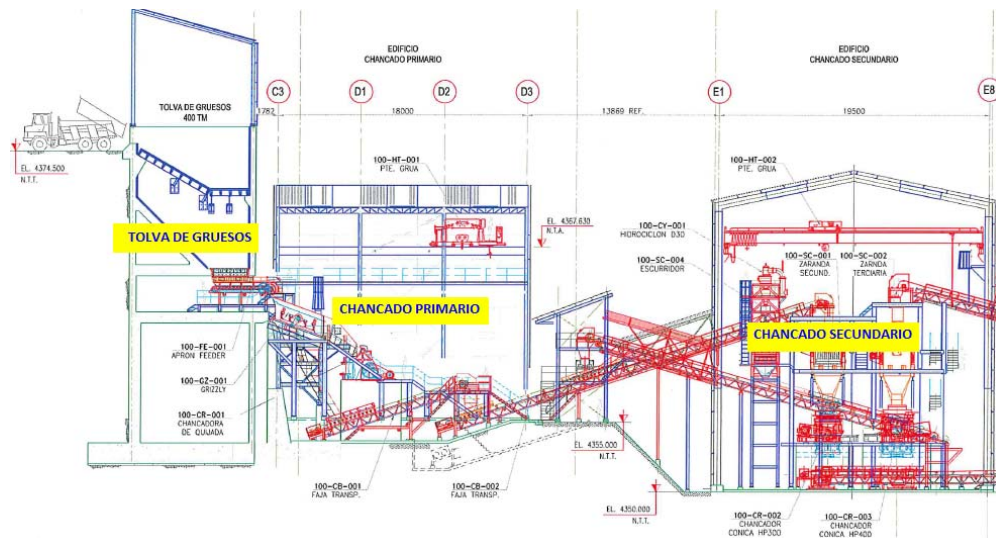 EDIFICIO
CHANCADO PRIMARIO
EDIFICIO
CHANCADO SECUNDARIO
C3
D1
D2
D3
E1
E8
TOLVA DE GRUESOS
400 TM
1782
18000
13869 REF.
19500
EL. 4374.500
N.T.T.
100-HT-001
PTE. GRUA
100-HT-002
PTE. GRUA
EL. 4367.630
N.T.A.
100-CY-001
HIDROCICLON D30
100-SC-004
ESCURRIDOR
100-SC-001
ZARANDA
SECUND.
100-SC-002
ZARNDA
TERCIARIA
TOLVA DE GRUESOS
CHANCADO PRIMARIO
CHANCADO SECUNDARIO
100-FE-001
APRON FEEDER
100-GZ-001
GRIZZLY
100-CR-001
CHANCADORA
DE QUIJADA
EL. 4355.000
N.T.T.
100-CB-001
FAJA TRANSP.
100-CB-002
FAJA TRANSP.
EL. 4350.000
N.T.T.
100-CR-002
CHANCADOR
CONICA HP300
100-CR-003
CHANCADOR
CONICA HP400